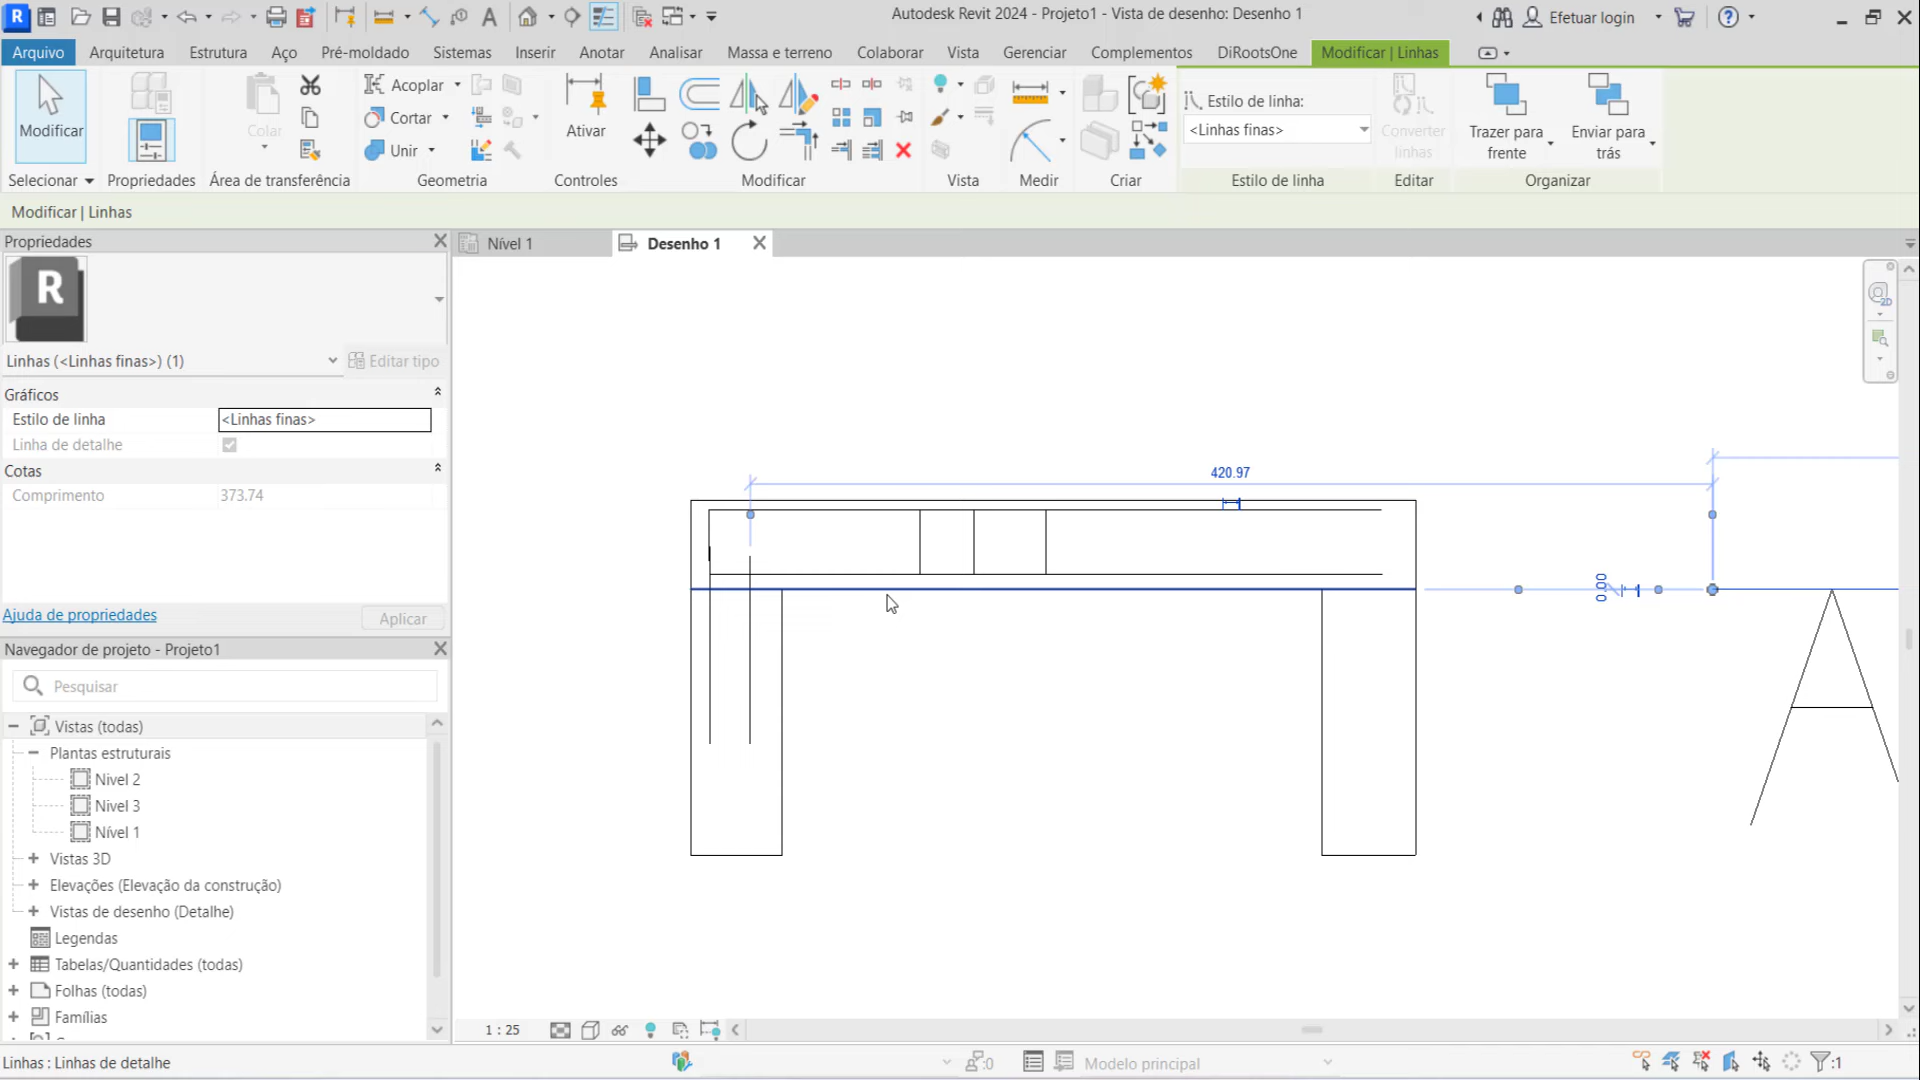 R
Autodesk Revit 2024 - Projeto1 - Vista de desenho: Desenho 1
Efetuar login
Arquivo
Arquitetura
Estrutura
Aço
Pré-moldado
Sistemas
Inserir
Anotar
Analisar
Massa e terreno
Colaborar
Vista
Gerenciar
Complementos
DiRootsOne
Modificar | Linhas
Modificar
Colar
Acoplar
Cortar
Unir
Ativar
Estilo de linha:
<Linhas finas>
Converter
linhas
Trazer para
frente
Enviar para
trás
Selecionar
Propriedades
Área de transferência
Geometria
Controles
Modificar
Vista
Medir
Criar
Estilo de linha
Editar
Organizar
Modificar | Linhas
Propriedades
Nível 1
Desenho 1
R
Linhas (<Linhas finas>) (1)
Editar tipo
Gráficos
Estilo de linha
<Linhas finas>
Linha de detalhe
Cotas
Comprimento
373.74
Ajuda de propriedades
Aplicar
Navegador de projeto - Projeto1
Pesquisar
Vistas (todas)
Plantas estruturais
Nivel 2
Nivel 3
Nível 1
Vistas 3D
Elevações (Elevação da construção)
Vistas de desenho (Detalhe)
Legendas
Tabelas/Quantidades (todas)
Folhas (todas)
Famílias
420.97
0.00
2D
1 : 25
Linhas : Linhas de detalhe
:0
Modelo principal
:1